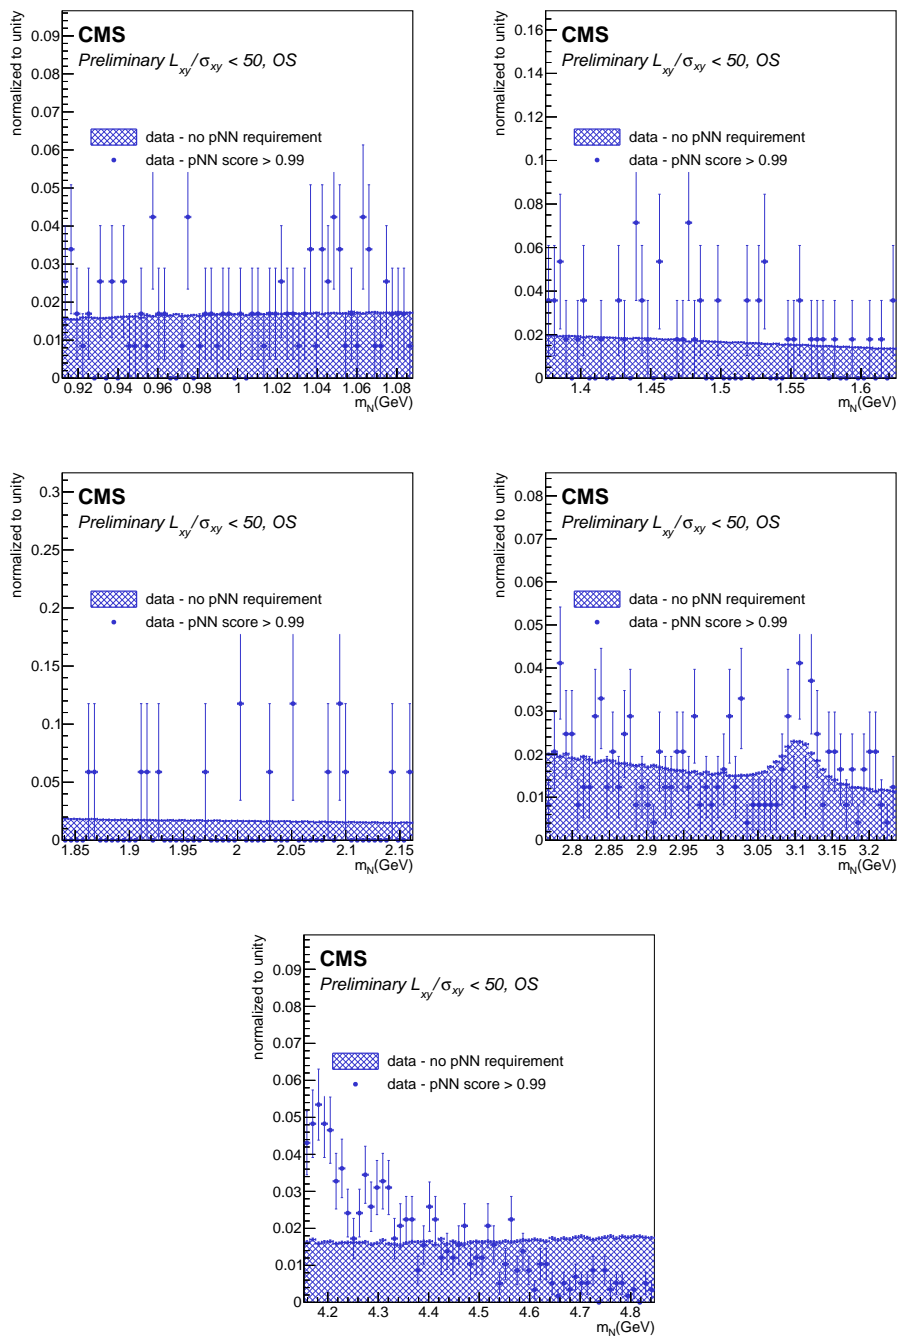 normalized to unity
CMS
Preliminary L_xy/σ_xy < 50, OS
data - no pNN requirement
data - pNN score > 0.99
0.09
0.08
0.07
0.06
0.05
0.04
0.03
0.02
0.01
0
0.92 0.94 0.96 0.98 1.0 1.02 1.04 1.06 1.08
m_N(GeV)
normalized to unity
CMS
Preliminary L_xy/σ_xy < 50, OS
data - no pNN requirement
data - pNN score > 0.99
0.16
0.14
0.12
0.1
0.08
0.06
0.04
0.02
0
1.4 1.45 1.5 1.55 1.6
m_N(GeV)
normalized to unity
CMS
Preliminary L_xy/σ_xy < 50, OS
data - no pNN requirement
data - pNN score > 0.99
0.3
0.25
0.2
0.15
0.1
0.05
0
1.85 1.9 1.95 2 2.05 2.1 2.15
m_N(GeV)
normalized to unity
CMS
Preliminary L_xy/σ_xy < 50, OS
data - no pNN requirement
data - pNN score > 0.99
0.08
0.07
0.06
0.05
0.04
0.03
0.02
0.01
0
2.8 2.85 2.9 2.95 3 3.05 3.1 3.15 3.2
m_N(GeV)
normalized to unity
CMS
Preliminary L_xy/σ_xy < 50, OS
data - no pNN requirement
data - pNN score > 0.99
0.09
0.08
0.07
0.06
0.05
0.04
0.03
0.02
0.01
0
4.2 4.3 4.4 4.5 4.6 4.7 4.8
m_N(GeV)